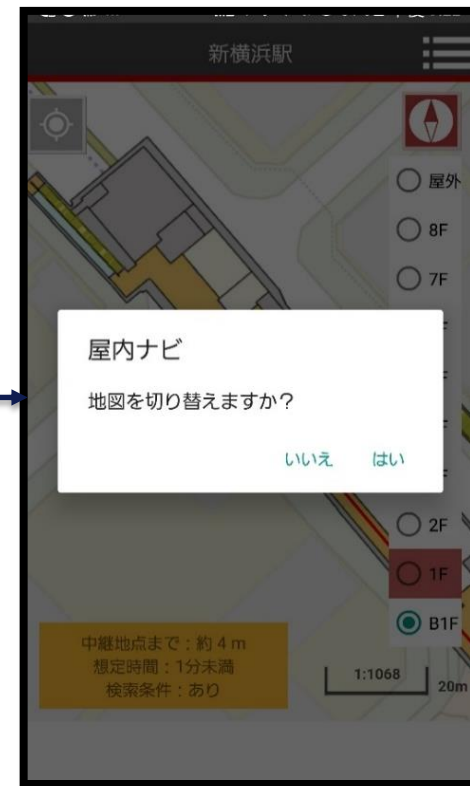 新横浜駅
屋外
8F
7F
屋内ナビ
地図を切り替えますか?
いいえ はい
2F
1F
B1F
中継地点まで:約 4 m
想定時間:1分未満
検索条件:あり
1:1068
20m